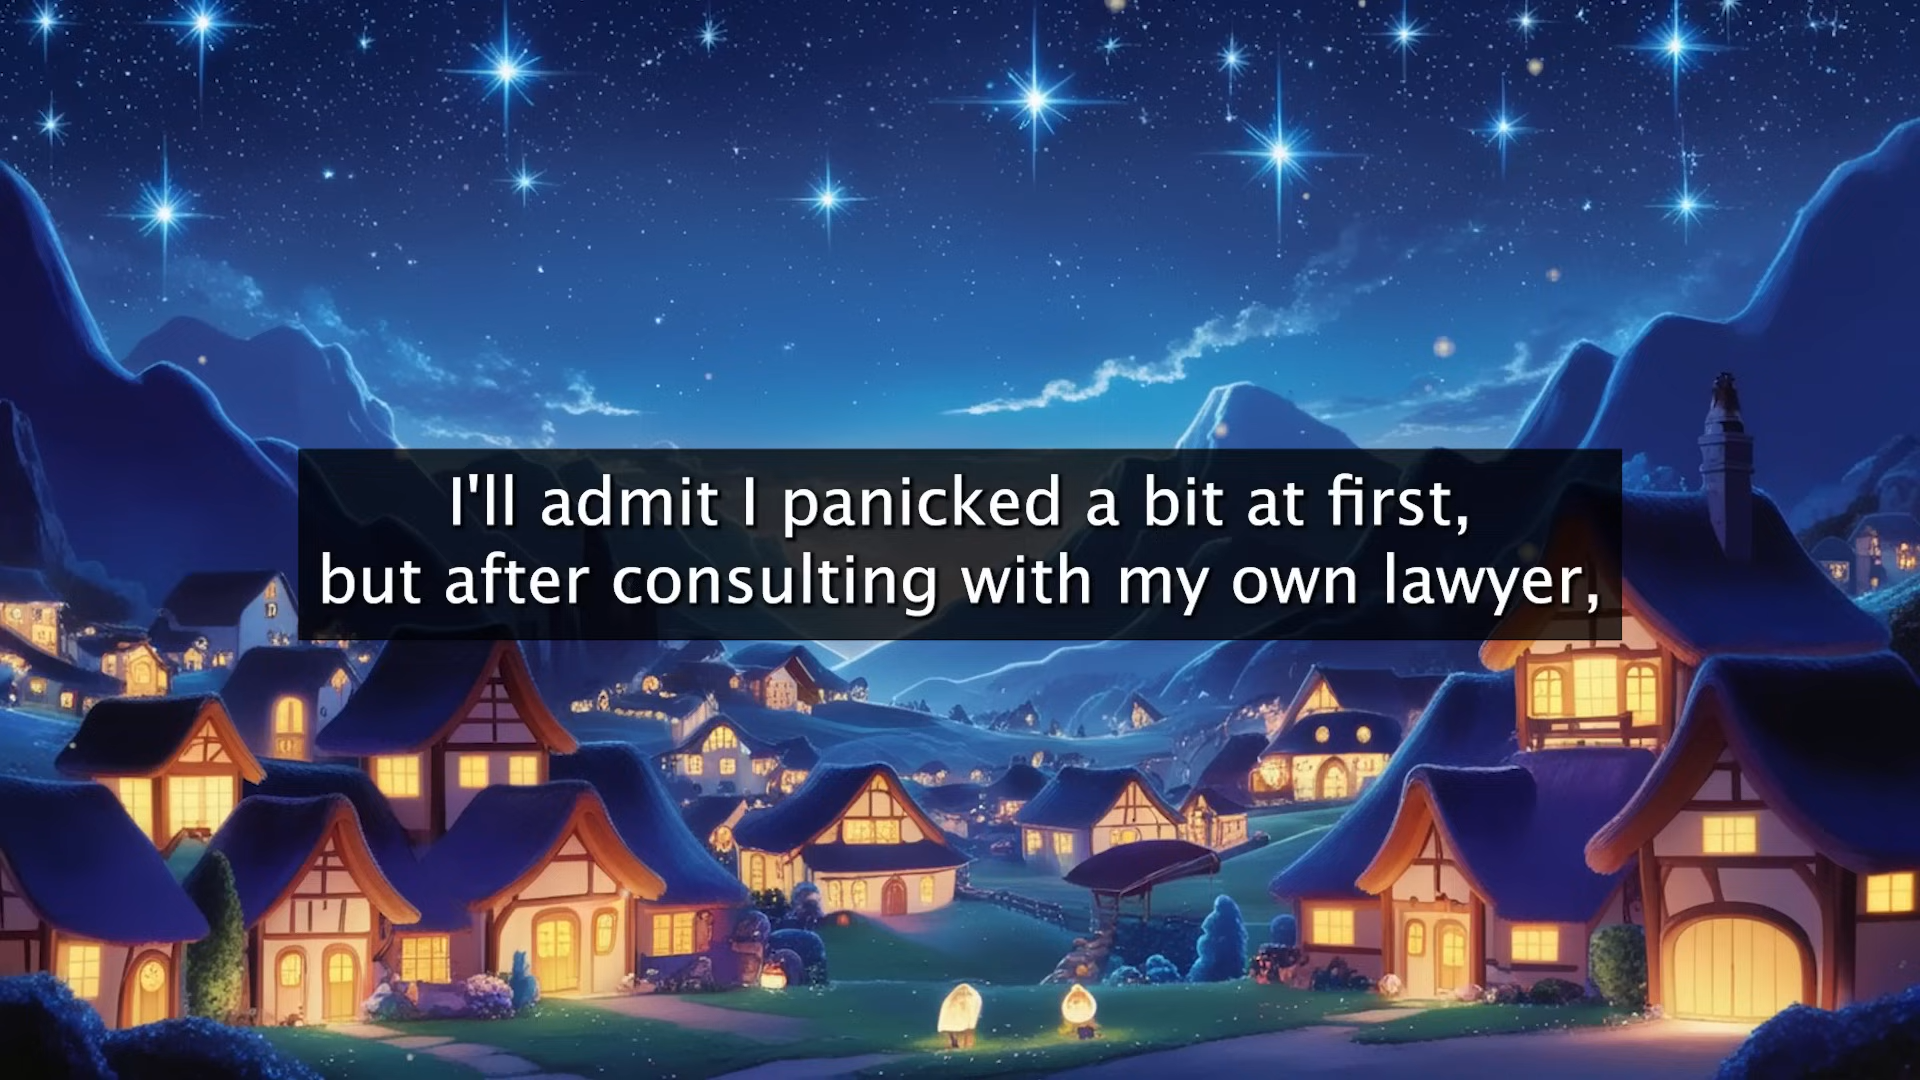 I'll admit I panicked a bit at first,
but after consulting with my own lawyer,